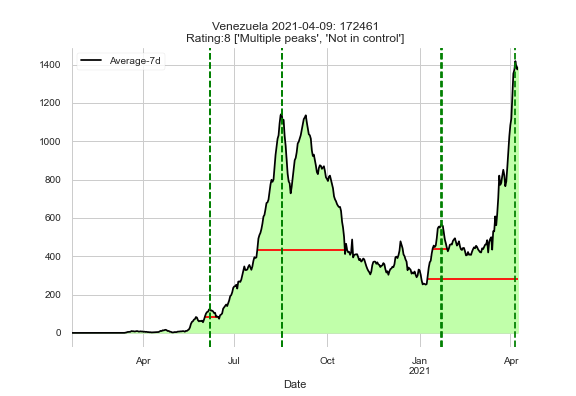 Venezuela 2021-04-09: 172461
Rating:8 ['Multiple peaks', 'Not in control']
Average-7d
1400
1200
1000
800
600
400
200
0
Apr
Jul
Oct
Jan
2021
Apr
Date